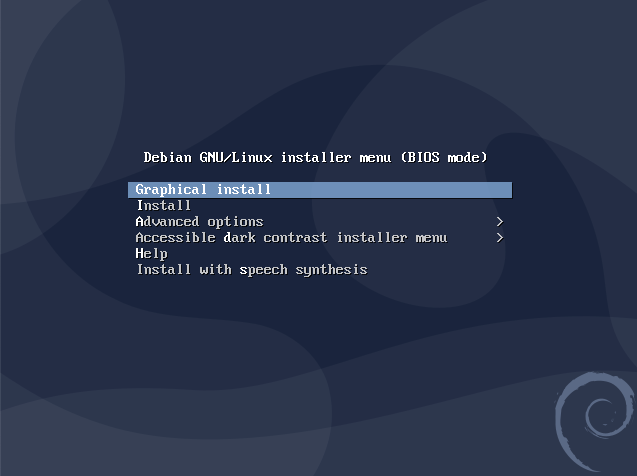 Debian GNU/Linux installer menu (BIOS mode)
Graphical install
Install
Advanced options >
Accessible dark contrast installer menu >
Help
Install with speech synthesis